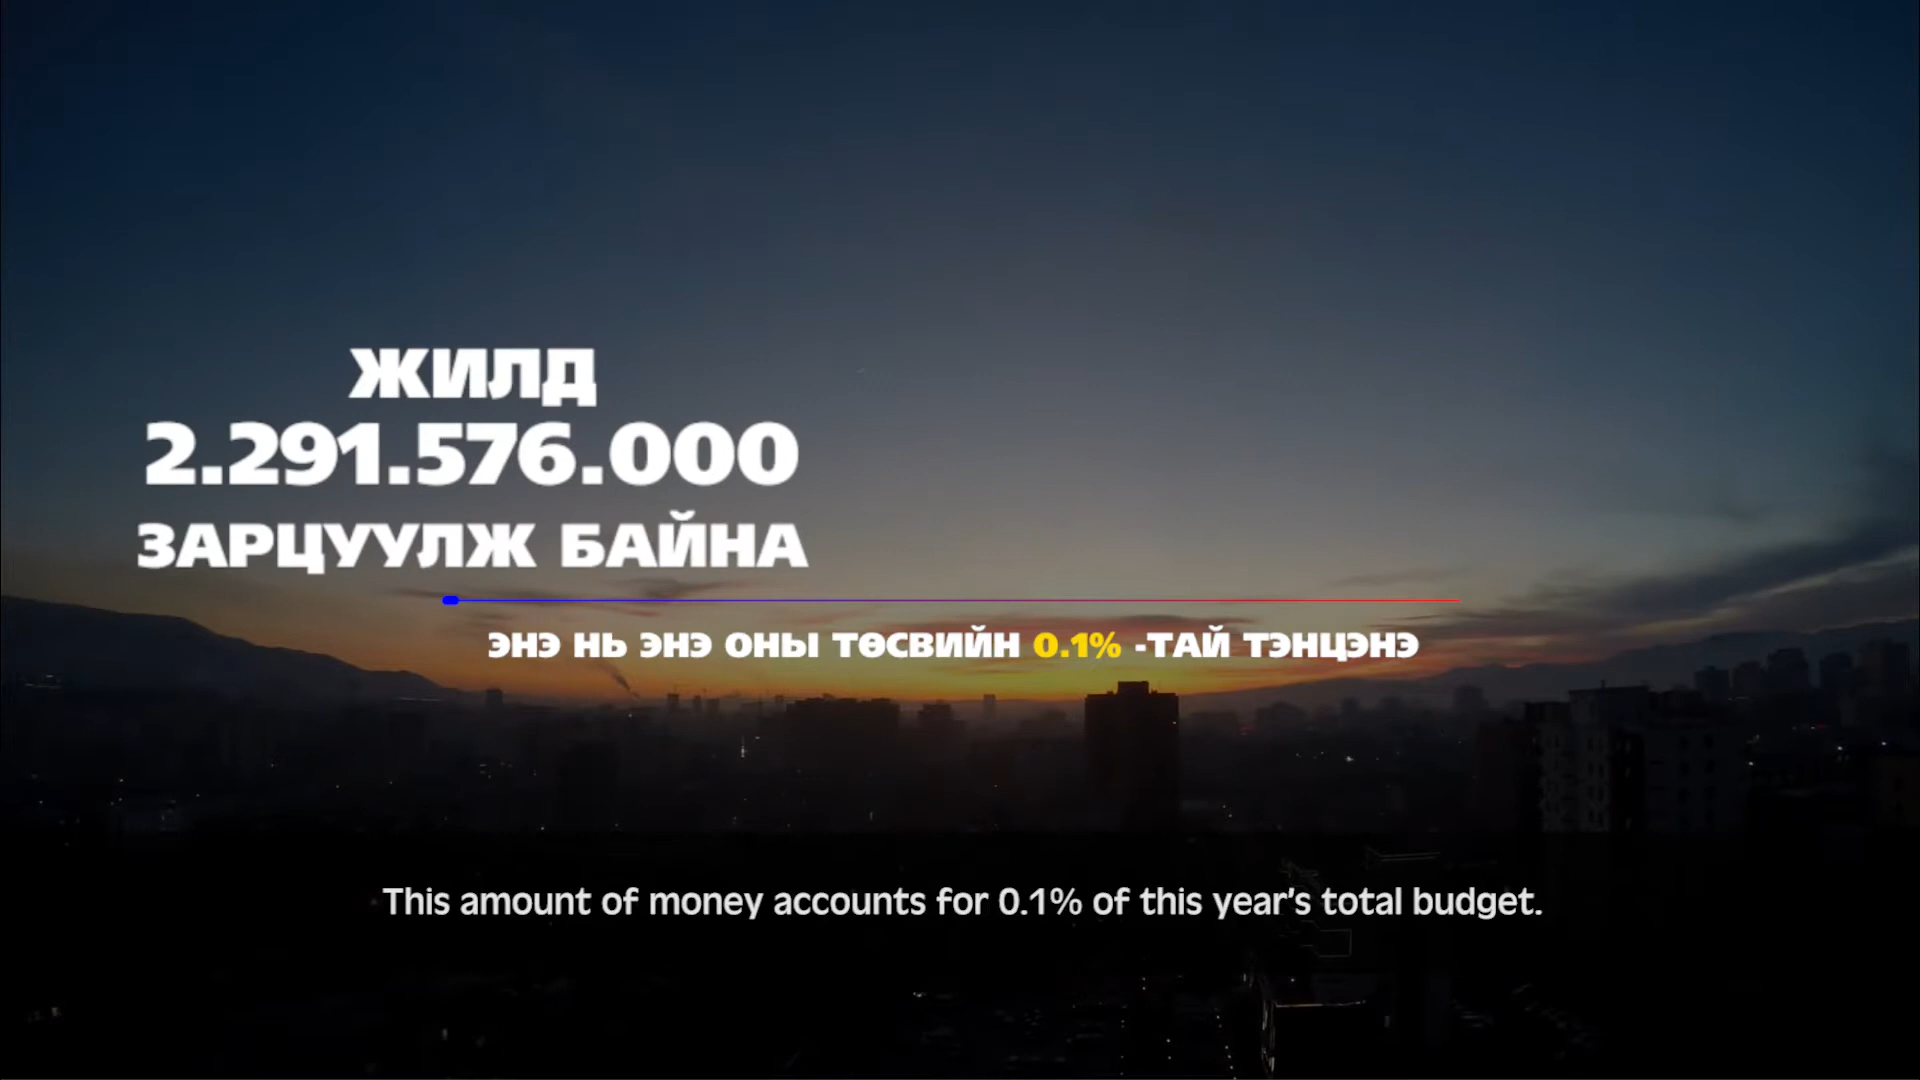 ЖИЛД
2.291.576.000
ЗАРЦУУЛЖ БАЙНА
ЭНЭ НЬ ЭНЭ ОНЫ ТӨСВИЙН 0.1% -ТАЙ ТЭНЦЭНЭ
This amount of money accounts for 0.1% of this year's total budget.